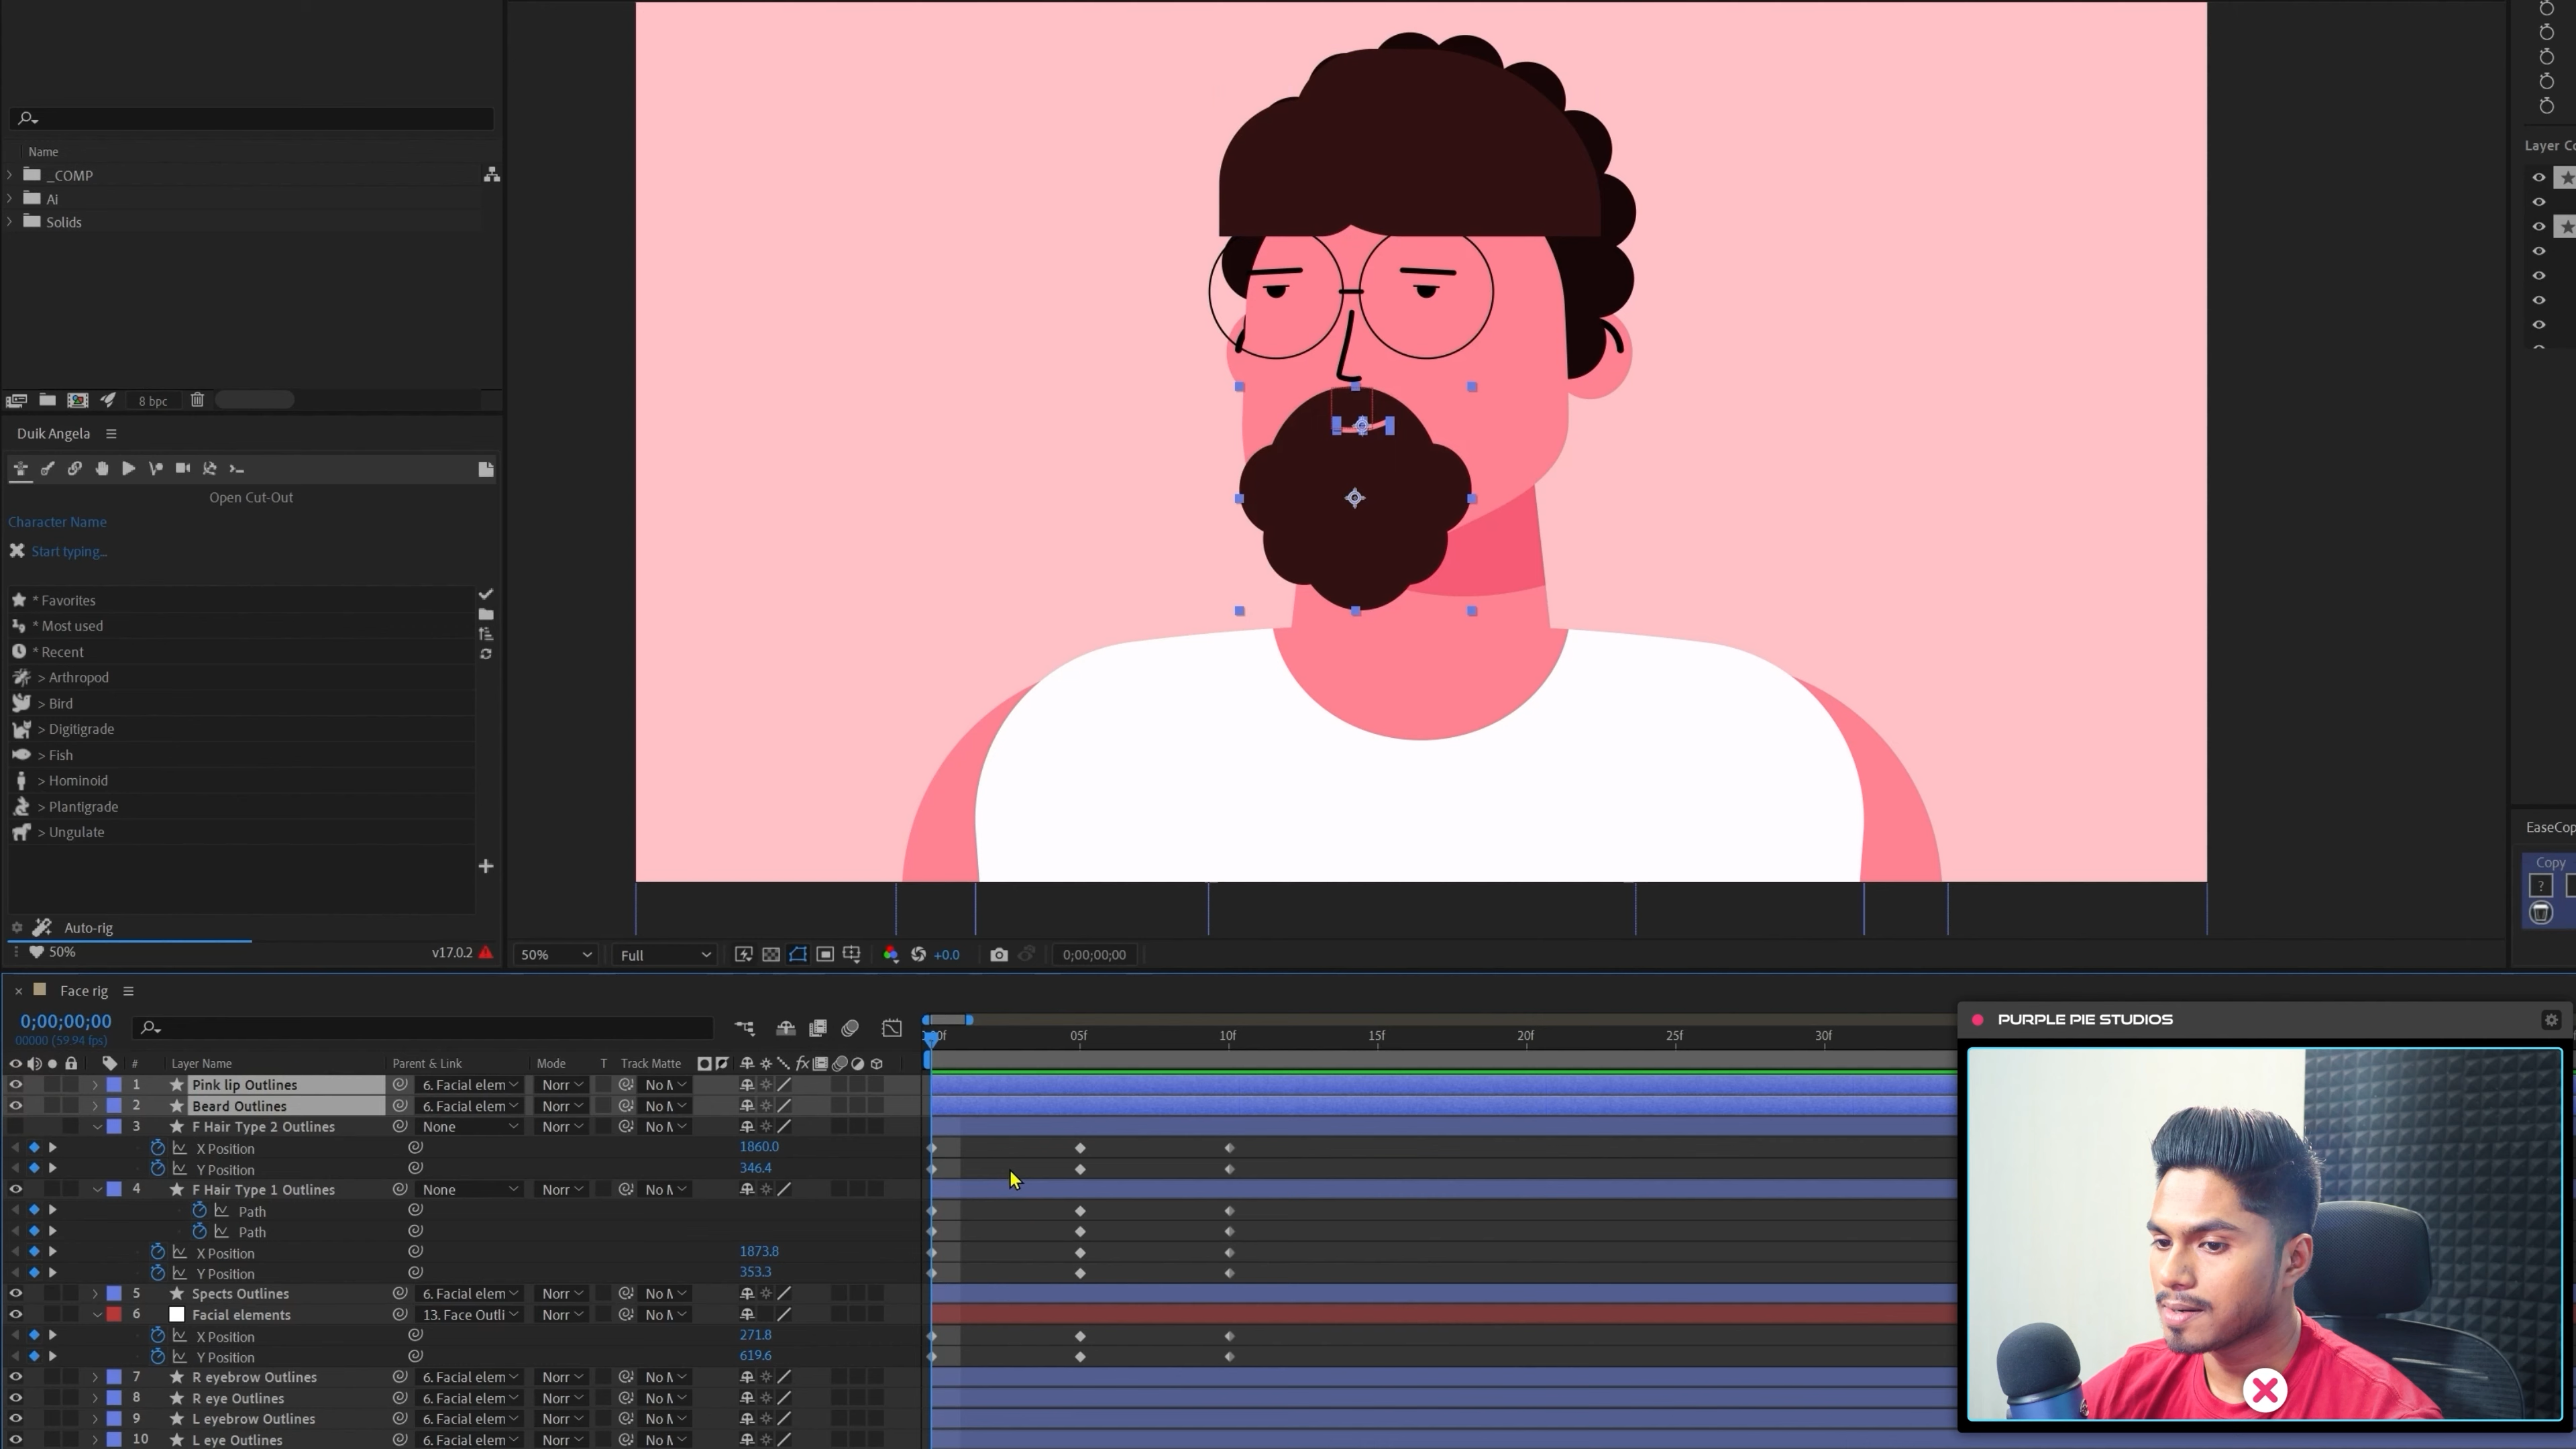 Name
_COMP
Ai
Solids
8 bpc
Duik Angela
Open Cut-Out
Character Name
Start typing...
* Favorites
* Most used
* Recent
> Arthropod
> Bird
> Digitigrade
> Fish
> Hominoid
> Plantigrade
> Ungulate
Auto-rig
50%
v17.0.2
Layer Co
EaseCop
Copy
?
50%
Full
+0.0
0;00;00;00
Face rig
0;00;00;00
00000 (59.94 fps)
05f 10f 15f 20f 25f 30f
# Layer Name Parent & Link Mode T Track Matte fx
1 Pink lip Outlines 6. Facial elem Norr No M
2 Beard Outlines 6. Facial elem Norr No M
3 F Hair Type 2 Outlines None Norr No M
X Position 1860.0
Y Position 346.4
4 F Hair Type 1 Outlines None Norr No M
Path
Path
X Position 1873.8
Y Position 353.3
5 Spects Outlines 6. Facial elem Norr No M
6 Facial elements 13. Face Outli Norr No M
X Position 271.8
Y Position 619.6
7 R eyebrow Outlines 6. Facial elem Norr No M
8 R eye Outlines 6. Facial elem Norr No M
9 L eyebrow Outlines 6. Facial elem Norr No M
10 L eye Outlines 6. Facial elem Norr No M
PURPLE PIE STUDIOS